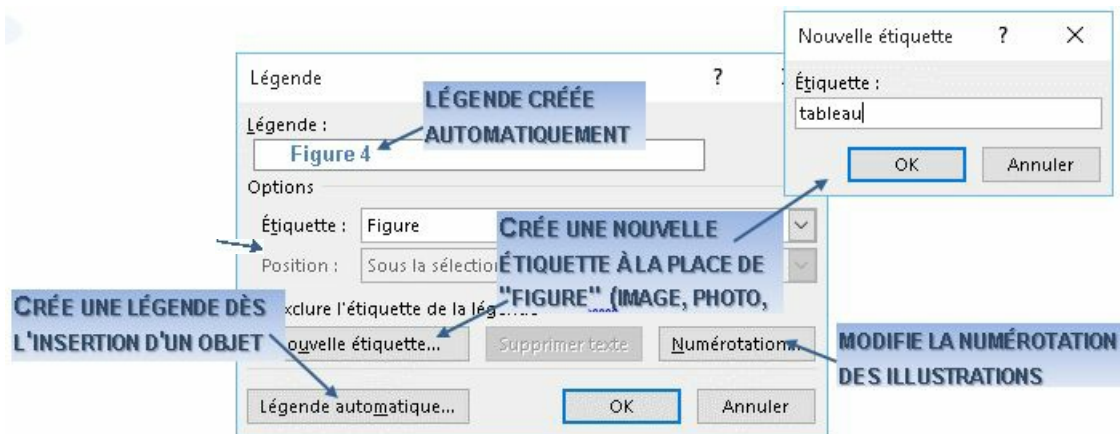 Nouvelle étiquette ?
Étiquette :
tableau
OK Annuler
Légende ?
LÉGENDE CRÉÉE
AUTOMATIQUEMENT
Légende :
Figure 4
Options
Étiquette : Figure
Position : Sous la sélection
CRÉE UNE NOUVELLE
ÉTIQUETTE À LA PLACE DE
"FIGURE" (IMAGE, PHOTO,
CRÉE UNE LÉGENDE DÈS
L'INSERTION D'UN OBJET
xclure l'étiquette de la légende
ouvelle étiquette... Supprimer texte Numérotation...
MODIFIE LA NUMÉROTATION
DES ILLUSTRATIONS
Légende automatique... OK Annuler